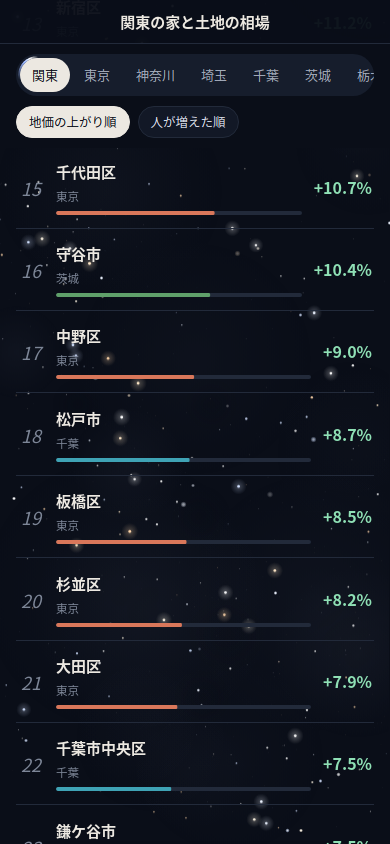 新宿区
+11.2%
関東の家と土地の相場
関東 東京 神奈川 埼玉 千葉 茨城
地価の上がり順 人が増えた順
15 千代田区 +10.7%
東京
16 守谷市 +10.4%
茨城
17 中野区 +9.0%
東京
18 松戸市 +8.7%
千葉
19 板橋区 +8.5%
東京
20 杉並区 +8.2%
東京
21 大田区 +7.9%
東京
22 千葉市中央区 +7.5%
千葉
鎌ケ谷市